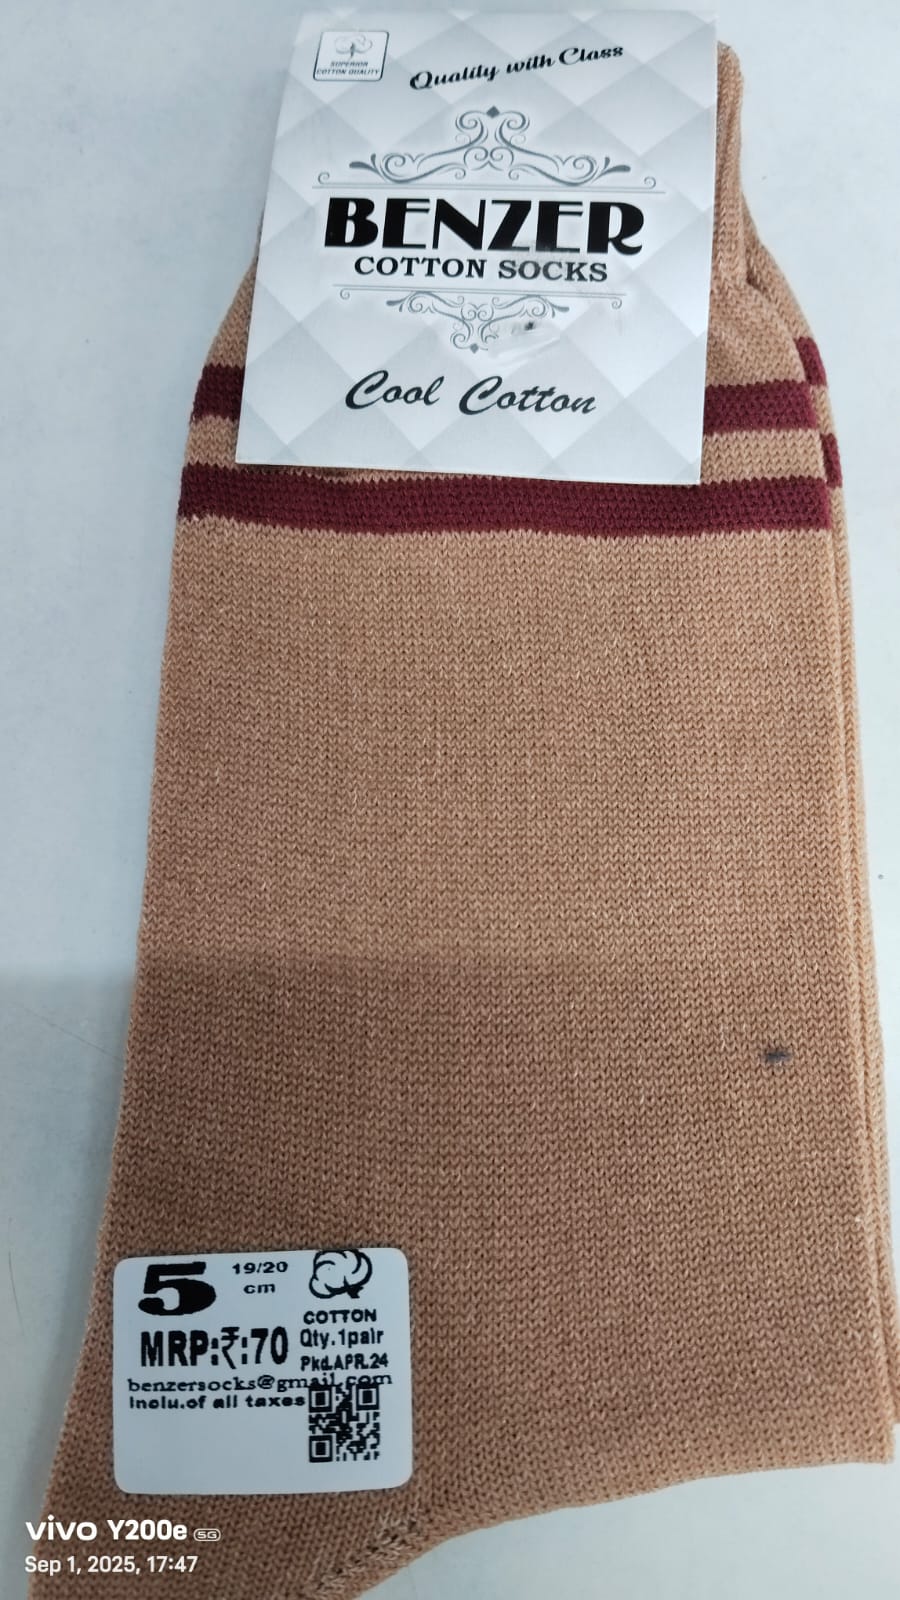 SUPERIOR
COTTON QUALITY
Quality with Class
BENZER
COTTON SOCKS
Cool Cotton
5
19/20
cm
COTTON
MRP:₹:70
Qty.1pair
Pkd.APR.24
benzersocks@gmail.com
Inclu.of all taxes
vivo Y200e 5G
Sep 1, 2025, 17:47